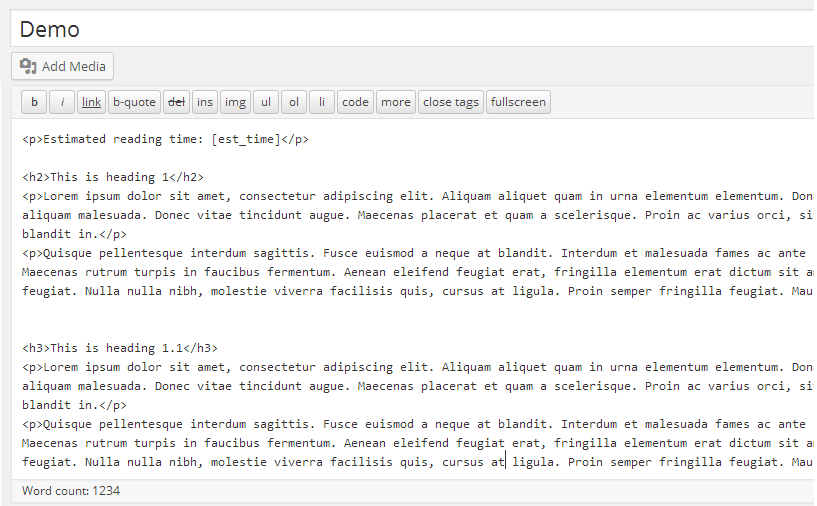 Demo
Add Media
b i link b-quote del ins img ul ol li code more close tags fullscreen
<p>Estimated reading time: [est_time]</p>
<h2>This is heading 1</h2>
<p>Lorem ipsum dolor sit amet, consectetur adipiscing elit. Aliquam aliquet quam in urna elementum elementum. Don
aliquam malesuada. Donec vitae tincidunt augue. Maecenas placerat et quam a scelerisque. Proin ac varius orci, si
blandit in.</p>
<p>Quisque pellentesque interdum sagittis. Fusce euismod a neque at blandit. Interdum et malesuada fames ac ante
Maecenas rutrum turpis in faucibus fermentum. Aenean eleifend feugiat erat, fringilla elementum erat dictum sit a
feugiat. Nulla nulla nibh, molestie viverra facilisis quis, cursus at ligula. Proin semper fringilla feugiat. Mau
<h3>This is heading 1.1</h3>
<p>Lorem ipsum dolor sit amet, consectetur adipiscing elit. Aliquam aliquet quam in urna elementum elementum. Don
aliquam malesuada. Donec vitae tincidunt augue. Maecenas placerat et quam a scelerisque. Proin ac varius orci, si
blandit in.</p>
<p>Quisque pellentesque interdum sagittis. Fusce euismod a neque at blandit. Interdum et malesuada fames ac ante
Maecenas rutrum turpis in faucibus fermentum. Aenean eleifend feugiat erat, fringilla elementum erat dictum sit a
feugiat. Nulla nulla nibh, molestie viverra facilisis quis, cursus at ligula. Proin semper fringilla feugiat. Mau
Word count: 1234